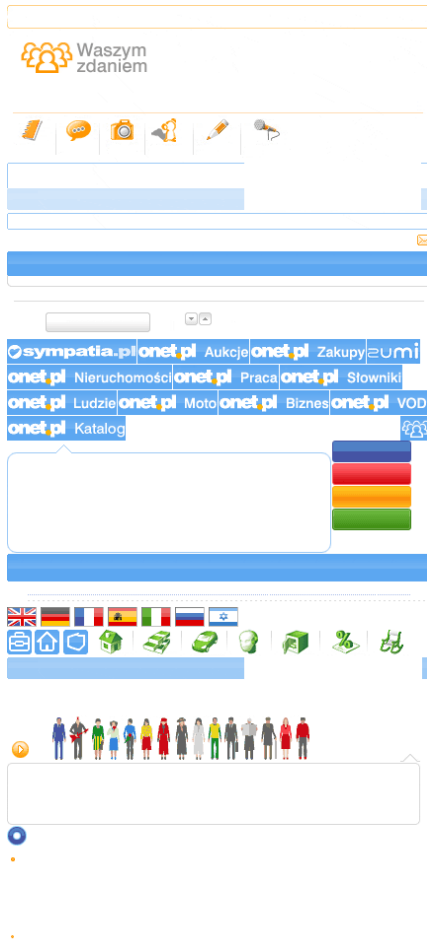 Waszym
zdaniem
sympatia.pl onet.pl Aukcje onet.pl Zakupy zumi
onet.pl Nieruchomości onet.pl Praca onet.pl Słowniki
onet.pl Ludzie onet.pl Moto onet.pl Biznes onet.pl VOD
onet.pl Katalog